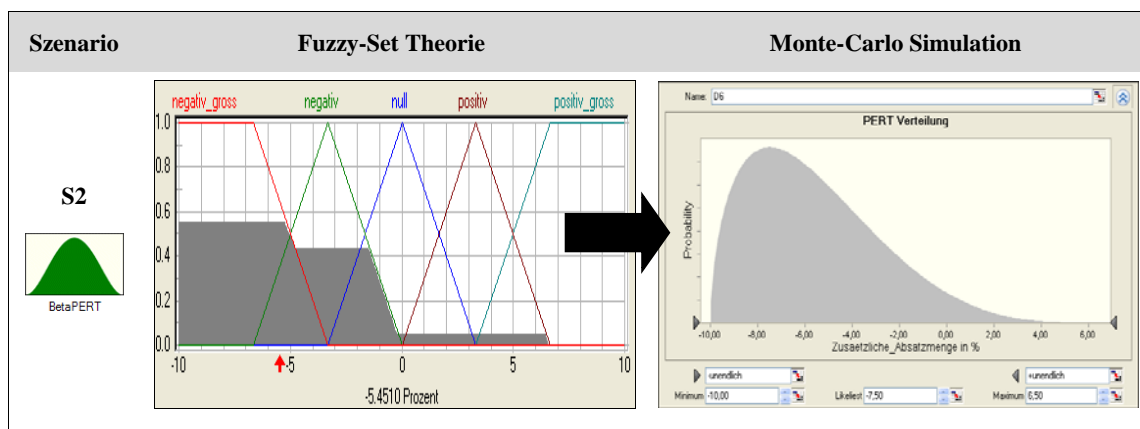 Szenario Fuzzy-Set Theorie Monte-Carlo Simulation
S2
BetaPERT
negativ_gross negativ null positiv positiv_gross
1.0
0.8
0.6
0.4
0.2
0.0
-10 -5 0 5 10
-5.4510 Prozent
Name: D6
PERT Verteilung
Probability
-10,00 -8,00 -6,00 -4,00 -2,00 0,00 2,00 4,00 6,00
Zusaetzliche_Absatzmenge in %
-unendlich +unendlich
Minimum -10,00 Likeliest -7,50 Maximum 6,50